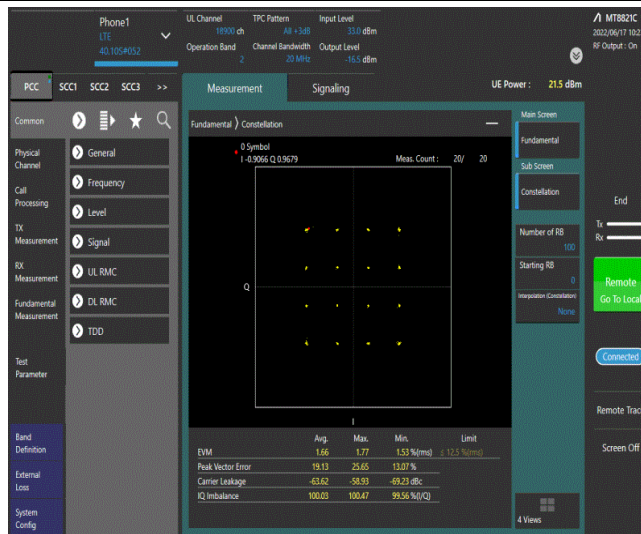 Phone1
LTE
40.105#052
UL Channel
18900 ch
TPC Pattern
All +3dB
Input Level
33.0 dBm
Operation Band
2
Channel Bandwidth
20 MHz
Output Level
-16.5 dBm
MT8821C
2022/06/17 10:2
RF Output : On
PCC SCC1 SCC2 SCC3 >>
Measurement
Signaling
UE Power : 21.5 dBm
Common
Physical
Channel
Call
Processing
TX
Measurement
RX
Measurement
Fundamental
Measurement
Test
Parameter
Band
Definition
External
Loss
System
Config
General
Frequency
Level
Signal
UL RMC
DL RMC
TDD
Fundamental 〉 Constellation
0 Symbol
I -0.9066 Q 0.9679
Meas. Count : 20/ 20
Q
I
Avg. Max. Min. Limit
EVM 1.66 1.77 1.53 %(rms) ≤ 12.5 %(rms)
Peak Vector Error 19.13 25.65 13.07 %
Carrier Leakage -63.62 -58.93 -69.23 dBc
IQ Imbalance 100.03 100.47 99.56 %(I/Q)
Main Screen
Fundamental
Sub Screen
Constellation
Number of RB
100
Starting RB
0
Interpolation (Constellation)
None
4 Views
End
Tx
Rx
Remote
Go To Local
Connected
Remote Trac
Screen Off